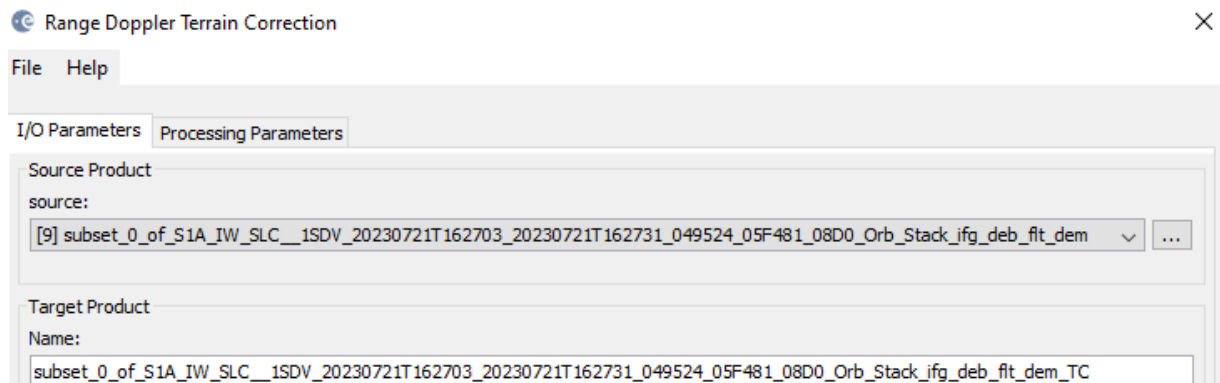 Range Doppler Terrain Correction
File Help
I/O Parameters Processing Parameters
Source Product
source:
[9] subset_0_of_S1A_IW_SLC__1SDV_20230721T162703_20230721T162731_049524_05F481_08D0_Orb_Stack_ifg_deb_flt_dem ...
Target Product
Name:
subset_0_of_S1A_IW_SLC__1SDV_20230721T162703_20230721T162731_049524_05F481_08D0_Orb_Stack_ifg_deb_flt_dem_TC